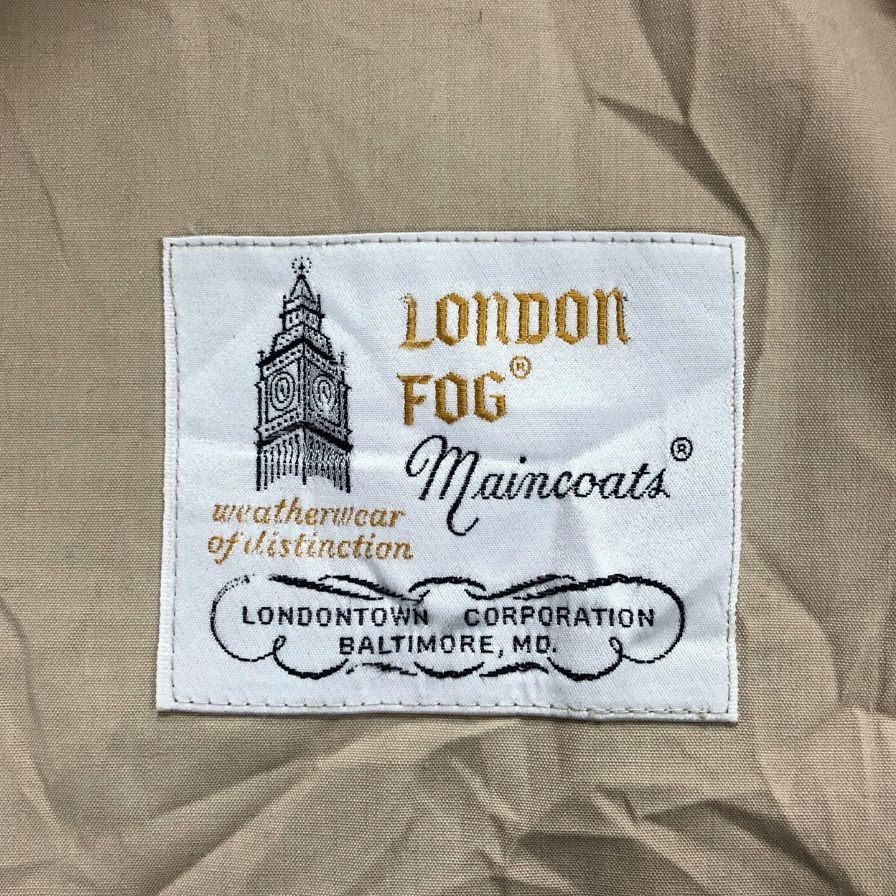 LONDON
FOG®
Maincoats®
weatherwear
of distinction
LONDONTOWN CORPORATION
BALTIMORE, MD.